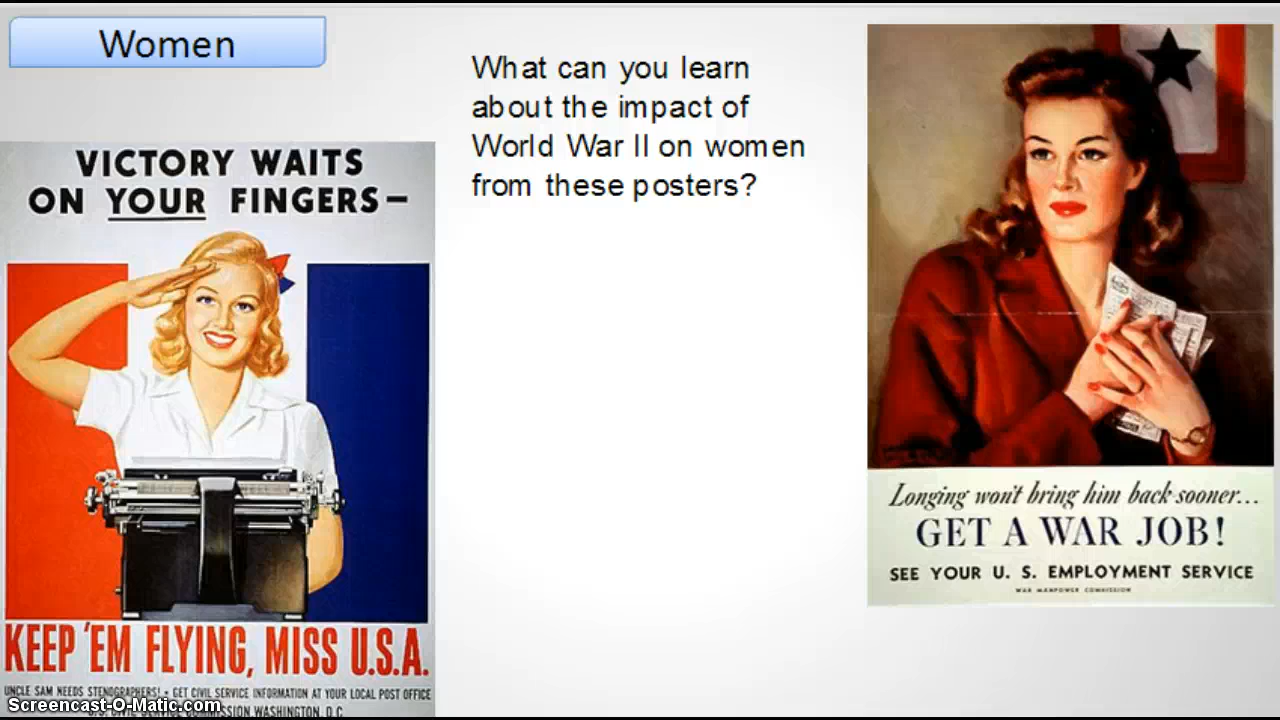 Women
What can you learn
about the impact of
World War II on women
from these posters?
VICTORY WAITS
ON YOUR FINGERS—
KEEP 'EM FLYING, MISS U.S.A.
UNCLE SAM NEEDS STENOGRAPHERS! • GET CIVIL SERVICE INFORMATION AT YOUR LOCAL POST OFFICE
U.S. CIVIL SERVICE COMMISSION, WASHINGTON, D.C.
Longing won't bring him back sooner...
GET A WAR JOB!
SEE YOUR U. S. EMPLOYMENT SERVICE
WAR MANPOWER COMMISSION
Screencast-O-Matic.com